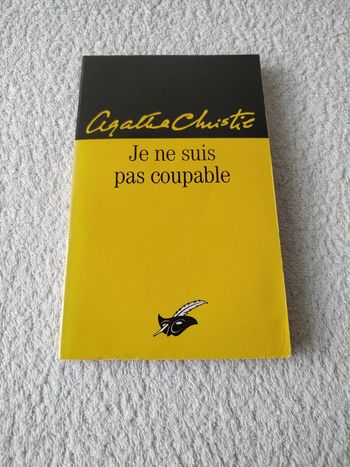 Agatha Christie
Je ne suis
pas coupable